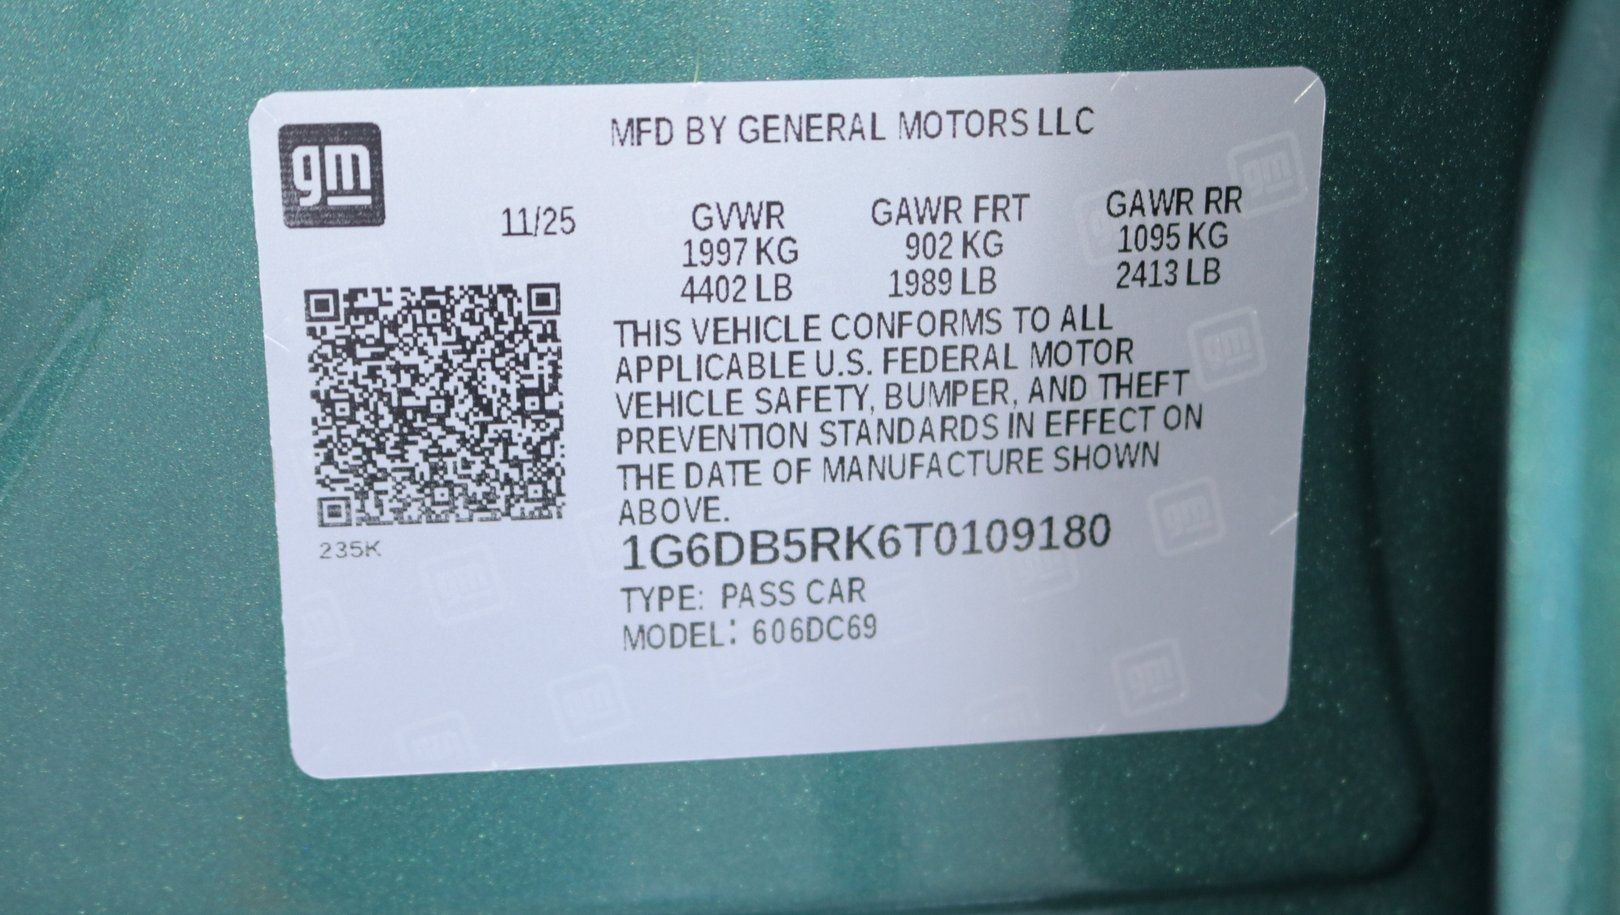 gm
MFD BY GENERAL MOTORS LLC
11/25
GVWR GAWR FRT GAWR RR
1997 KG 902 KG 1095 KG
4402 LB 1989 LB 2413 LB
THIS VEHICLE CONFORMS TO ALL
APPLICABLE U.S. FEDERAL MOTOR
VEHICLE SAFETY, BUMPER, AND THEFT
PREVENTION STANDARDS IN EFFECT ON
THE DATE OF MANUFACTURE SHOWN
ABOVE.
235K
1G6DB5RK6T0109180
TYPE: PASS CAR
MODEL: 606DC69